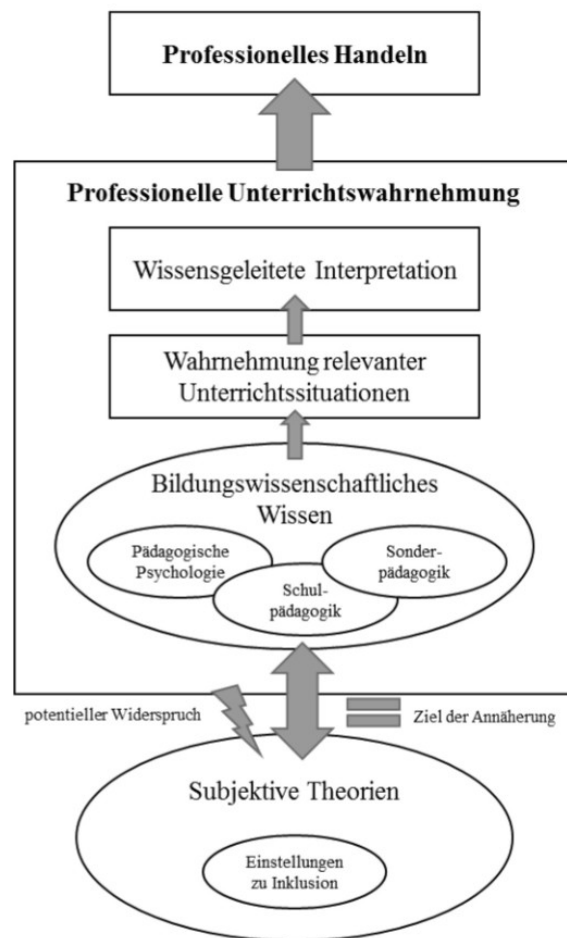 Professionelles Handeln
Professionelle Unterrichtswahrnehmung
Wissensgeleitete Interpretation
Wahrnehmung relevanter
Unterrichtssituationen
Bildungswissenschaftliches
Wissen
Pädagogische
Psychologie
Schul-
pädagogik
Sonder-
pädagogik
potentieller Widerspruch
Ziel der Annäherung
Subjektive Theorien
Einstellungen
zu Inklusion